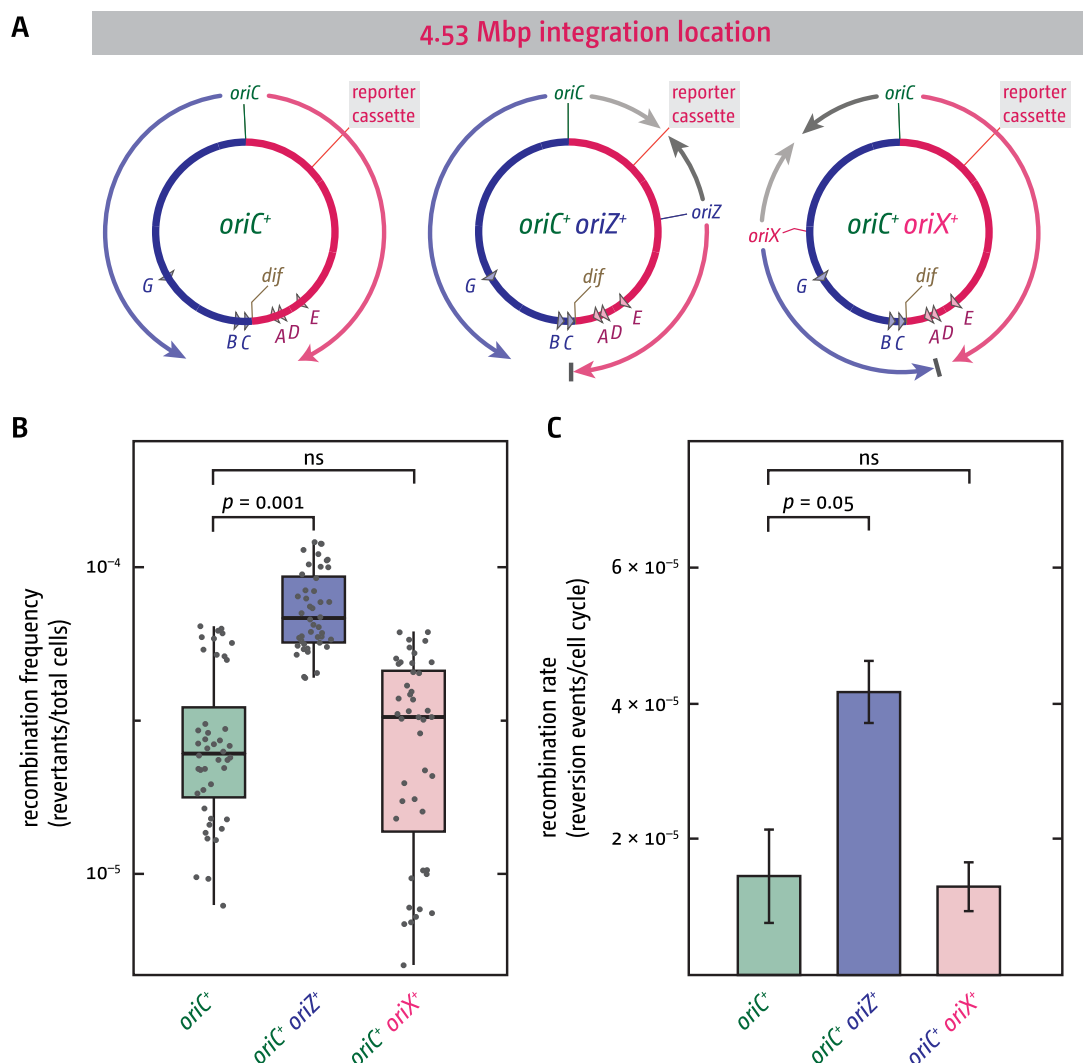 A
4.53 Mbp integration location
oriC
reporter
cassette
oriC⁺
dif
G
B C A D E
oriC
reporter
cassette
oriZ
oriC⁺ oriZ⁺
dif
G
B C A D E
oriC
reporter
cassette
oriX
oriC⁺ oriX⁺
dif
G
B C A D E
B
recombination frequency
(revertants/total cells)
ns
p = 0.001
10⁻⁴
10⁻⁵
oriC⁺
oriC⁺ oriZ⁺
oriC⁺ oriX⁺
C
recombination rate
(reversion events/cell cycle)
ns
p = 0.05
6 × 10⁻⁵
4 × 10⁻⁵
2 × 10⁻⁵
oriC⁺
oriC⁺ oriZ⁺
oriC⁺ oriX⁺